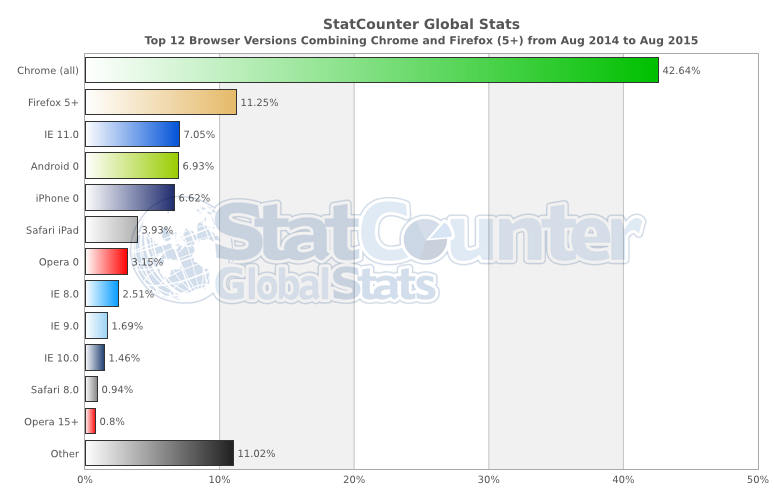 StatCounter Global Stats
Top 12 Browser Versions Combining Chrome and Firefox (5+) from Aug 2014 to Aug 2015
Chrome (all) 42.64%
Firefox 5+ 11.25%
IE 11.0 7.05%
Android 0 6.93%
iPhone 0 6.62%
Safari iPad 3.93%
Opera 0 3.15%
IE 8.0 2.51%
IE 9.0 1.69%
IE 10.0 1.46%
Safari 8.0 0.94%
Opera 15+ 0.8%
Other 11.02%
StatCounter
GlobalStats
0% 10% 20% 30% 40% 50%